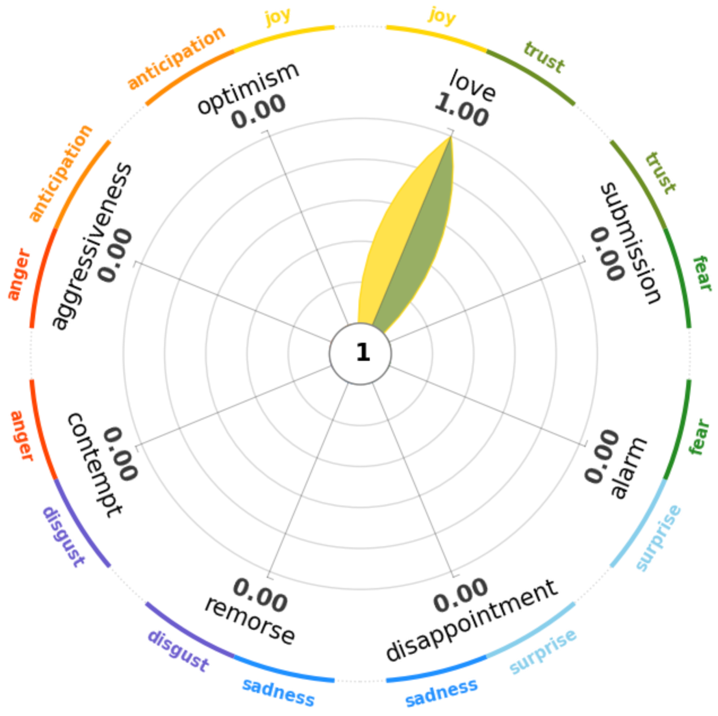 joy
joy
anticipation
trust
optimism
0.00
love
1.00
anticipation
trust
aggressiveness
0.00
submission
0.00
anger
fear
1
anger
fear
contempt
0.00
alarm
0.00
disgust
surprise
remorse
0.00
disappointment
0.00
disgust
surprise
sadness
sadness